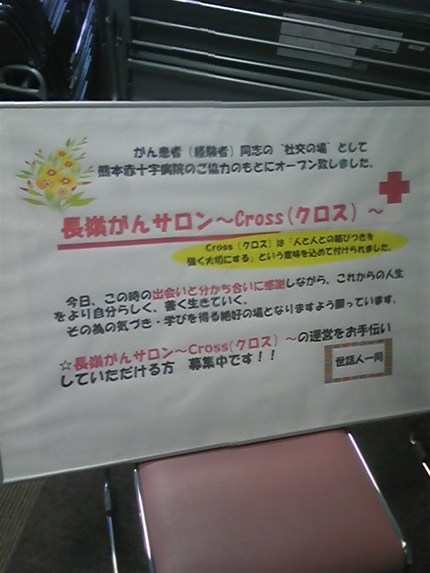 がん患者(経験者)同志の"社交の場"として
熊本赤十字病院のご協力のもとにオープン致しました。
長嶺がんサロン～Cross(クロス)～
Cross(クロス)は「人と人との結びつきを
強く大切にする」という意味を込めて付けられました。
今日、この時の出会いと分かち合いに感謝しながら、これからの人生
をより自分らしく、善く生きていく。
その為の気づき・学びを得る絶好の場となりますよう願っています。
☆長嶺がんサロン～Cross(クロス)～の運営をお手伝い
していただける方 募集中です!!
世話人一同